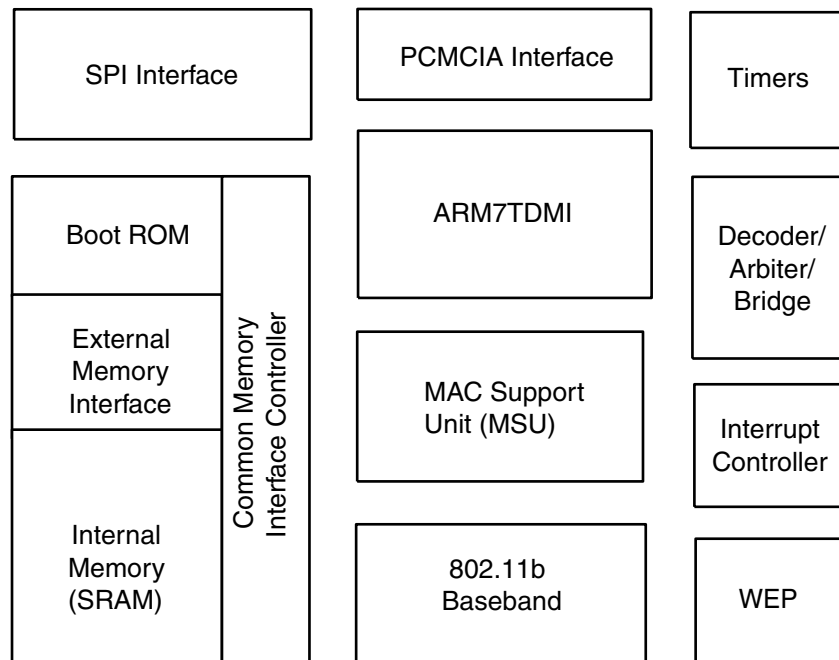 SPI Interface
PCMCIA Interface
Timers
Boot ROM
External
Memory
Interface
Internal
Memory
(SRAM)
Common Memory
Interface Controller
ARM7TDMI
MAC Support
Unit (MSU)
802.11b
Baseband
Decoder/
Arbiter/
Bridge
Interrupt
Controller
WEP